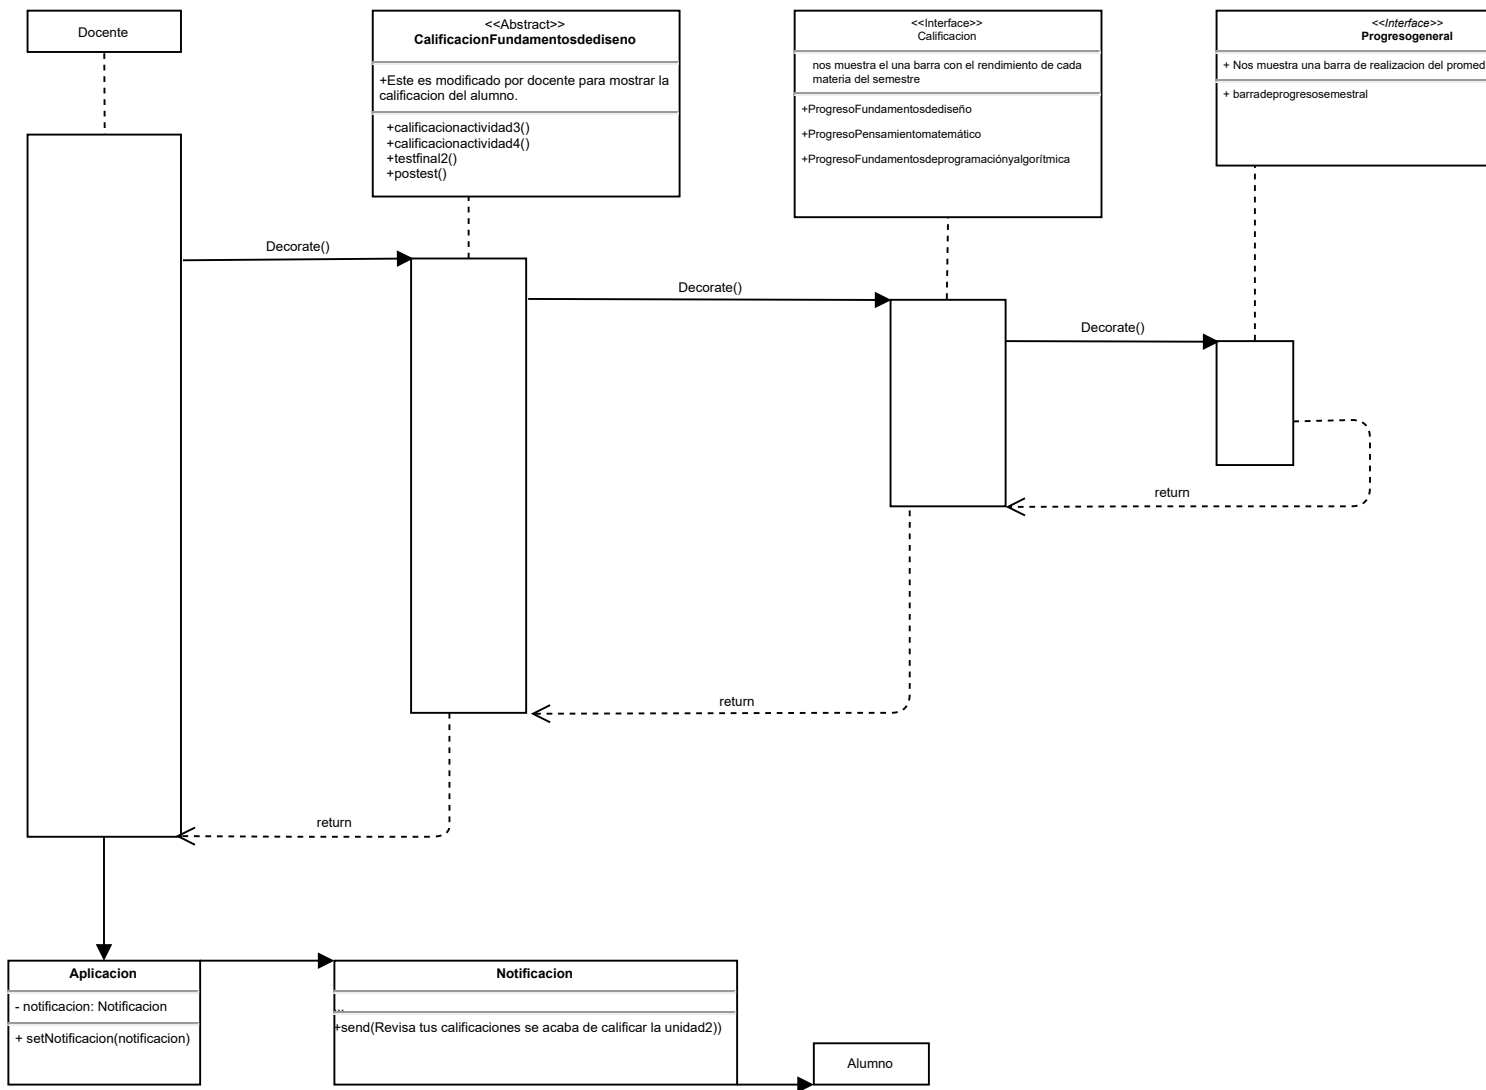 Docente
<<Abstract>>
CalificacionFundamentosdediseno
+Este es modificado por docente para mostrar la
calificacion del alumno.
+calificacionactividad3()
+calificacionactividad4()
+testfinal2()
+postest()
<<Interface>>
Calificacion
nos muestra el una barra con el rendimiento de cada
materia del semestre
+ProgresoFundamentosdediseño
+ProgresoPensamientomatemático
+ProgresoFundamentosdeprogramaciónyalgorítmica
<<Interface>>
Progresogeneral
+ Nos muestra una barra de realizacion del promed
+ barradeprogresosemestral
Decorate()
Decorate()
Decorate()
return
return
return
Aplicacion
- notificacion: Notificacion
+ setNotificacion(notificacion)
Notificacion
...
+send(Revisa tus calificaciones se acaba de calificar la unidad2))
Alumno